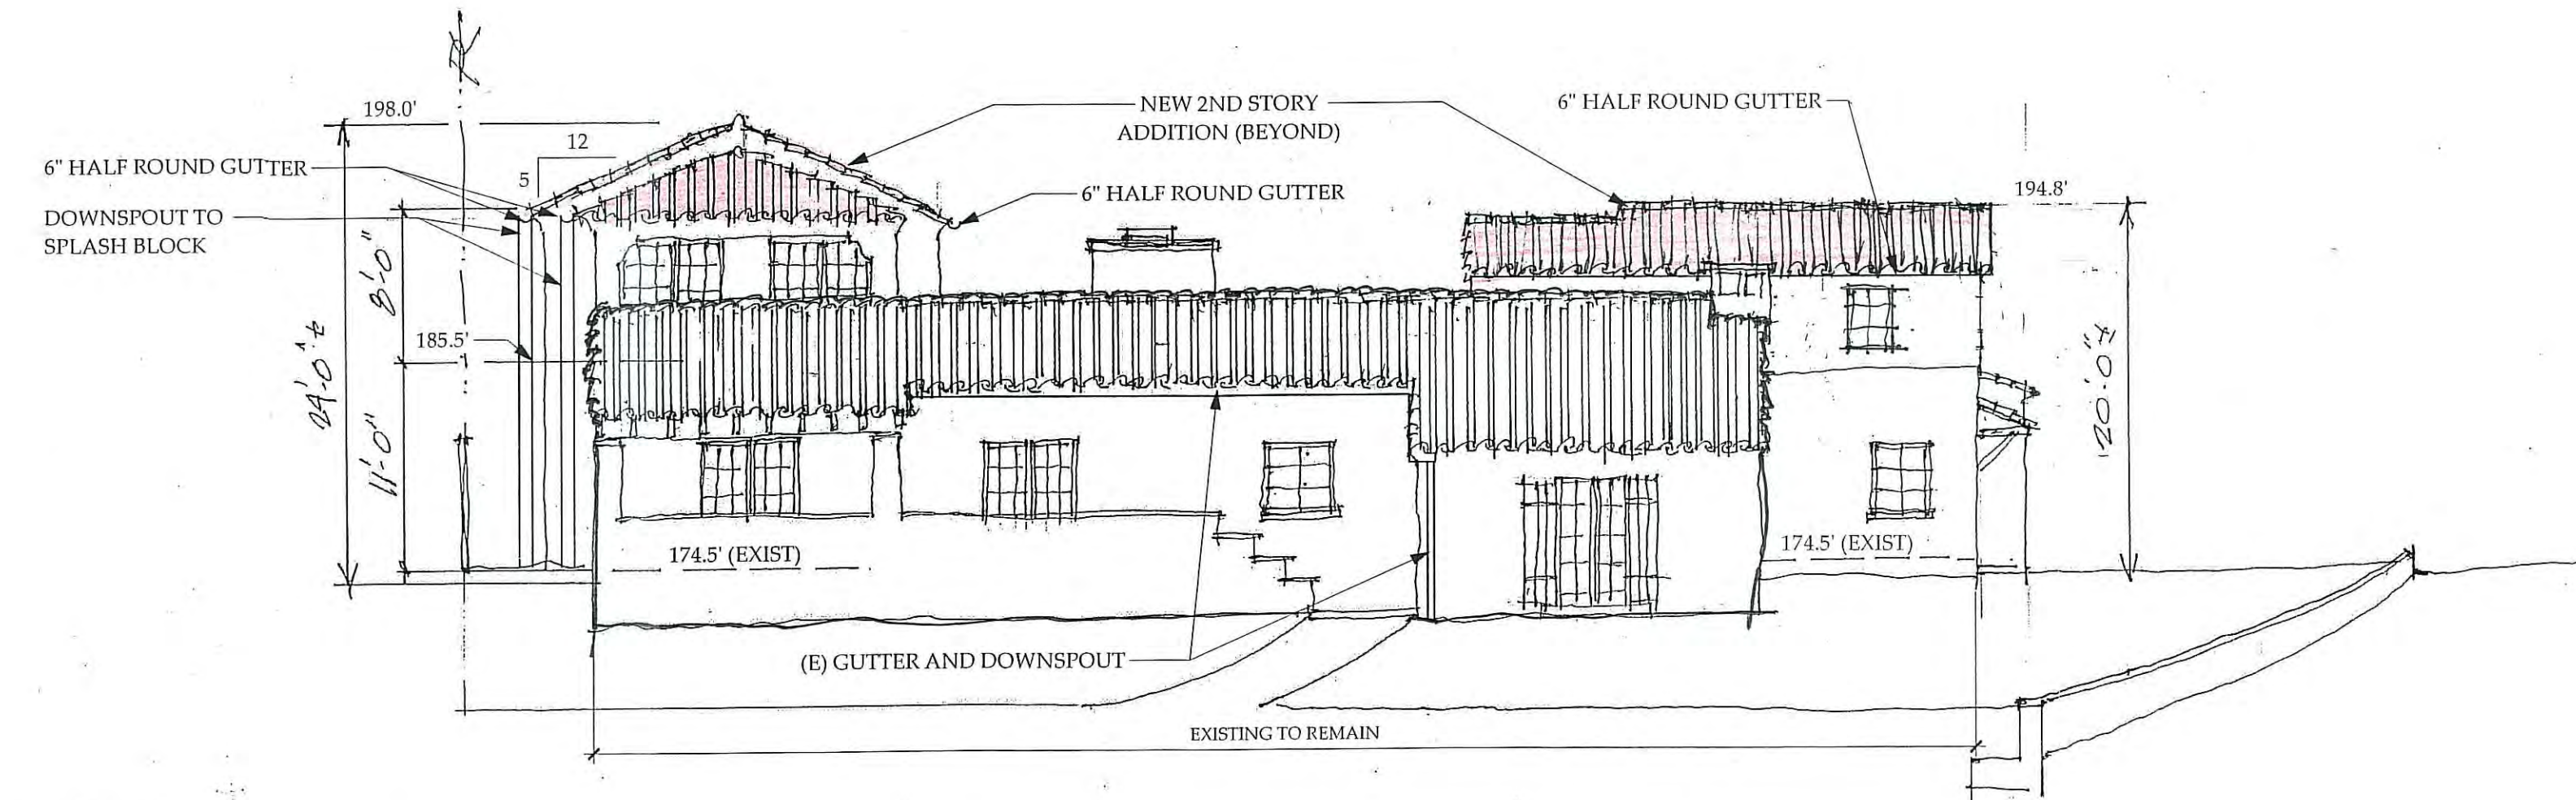 198.0'
12
5
6" HALF ROUND GUTTER
DOWNSPOUT TO
SPLASH BLOCK
NEW 2ND STORY
ADDITION (BEYOND)
6" HALF ROUND GUTTER
6" HALF ROUND GUTTER
194.8'
8'-0"
185.5'
24'-0"±
11'-0"
20'-0"±
174.5' (EXIST)
174.5' (EXIST)
(E) GUTTER AND DOWNSPOUT
EXISTING TO REMAIN